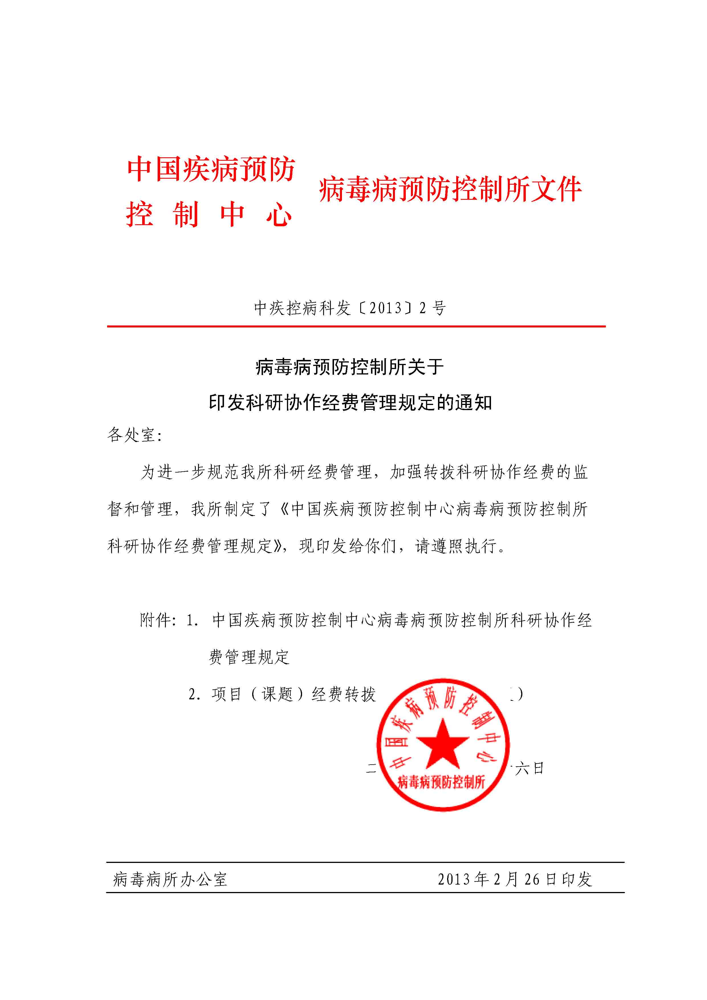 中国疾病预防
控制中心
病毒病预防控制所文件
中疾控病科发〔2013〕2号
病毒病预防控制所关于
印发科研协作经费管理规定的通知
各处室：
为进一步规范我所科研经费管理，加强转拨科研协作经费的监
督和管理，我所制定了《中国疾病预防控制中心病毒病预防控制所
科研协作经费管理规定》，现印发给你们，请遵照执行。
附件：1. 中国疾病预防控制中心病毒病预防控制所科研协作经
费管理规定
2. 项目（课题）经费转拨 ）
中国疾病预防控制中心
病毒病预防控制所
二 六日
病毒病所办公室 2013年2月26日印发